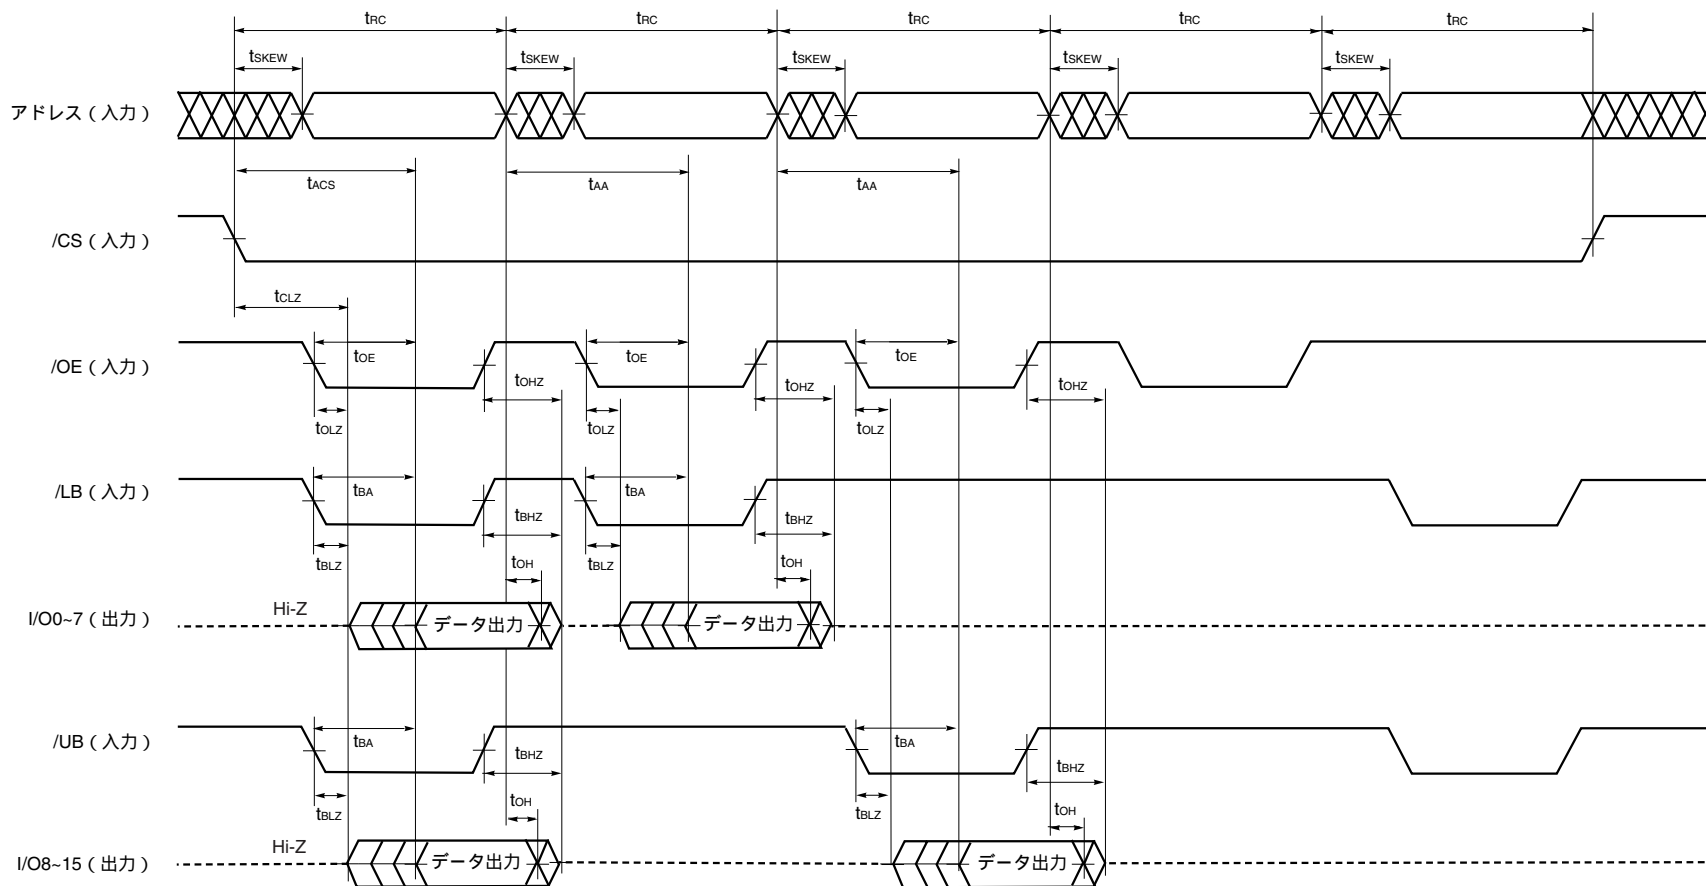 tRC tRC tRC tRC tRC
tSKEW tSKEW tSKEW tSKEW tSKEW
アドレス（入力）
tACS tAA tAA
/CS（入力）
tCLZ
tOE tOE tOE
/OE（入力）
tOHZ tOHZ tOHZ
tOLZ tOLZ tOLZ
/LB（入力）
tBA tBA
tBHZ tBHZ
tBLZ tBLZ
tOH tOH
Hi-Z
I/O0~7（出力）
データ出力 データ出力
/UB（入力）
tBA tBA
tBHZ tBHZ
tBLZ tBLZ
tOH tOH
Hi-Z
I/O8~15（出力）
データ出力 データ出力